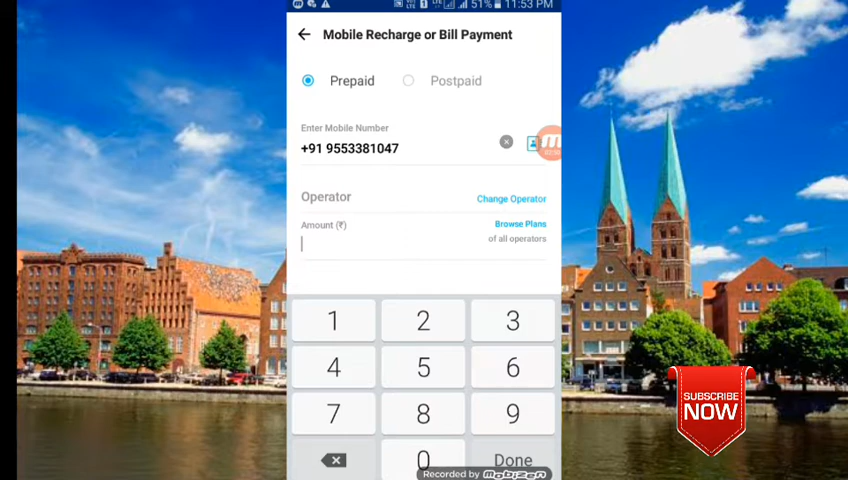 51% 11:53 PM
Mobile Recharge or Bill Payment
Prepaid
Postpaid
Enter Mobile Number
+91 9553381047
Operator
Change Operator
Amount (₹)
Browse Plans
of all operators
1 2 3
4 5 6
7 8 9
0 Done
Recorded by mobizen
SUBSCRIBE
NOW